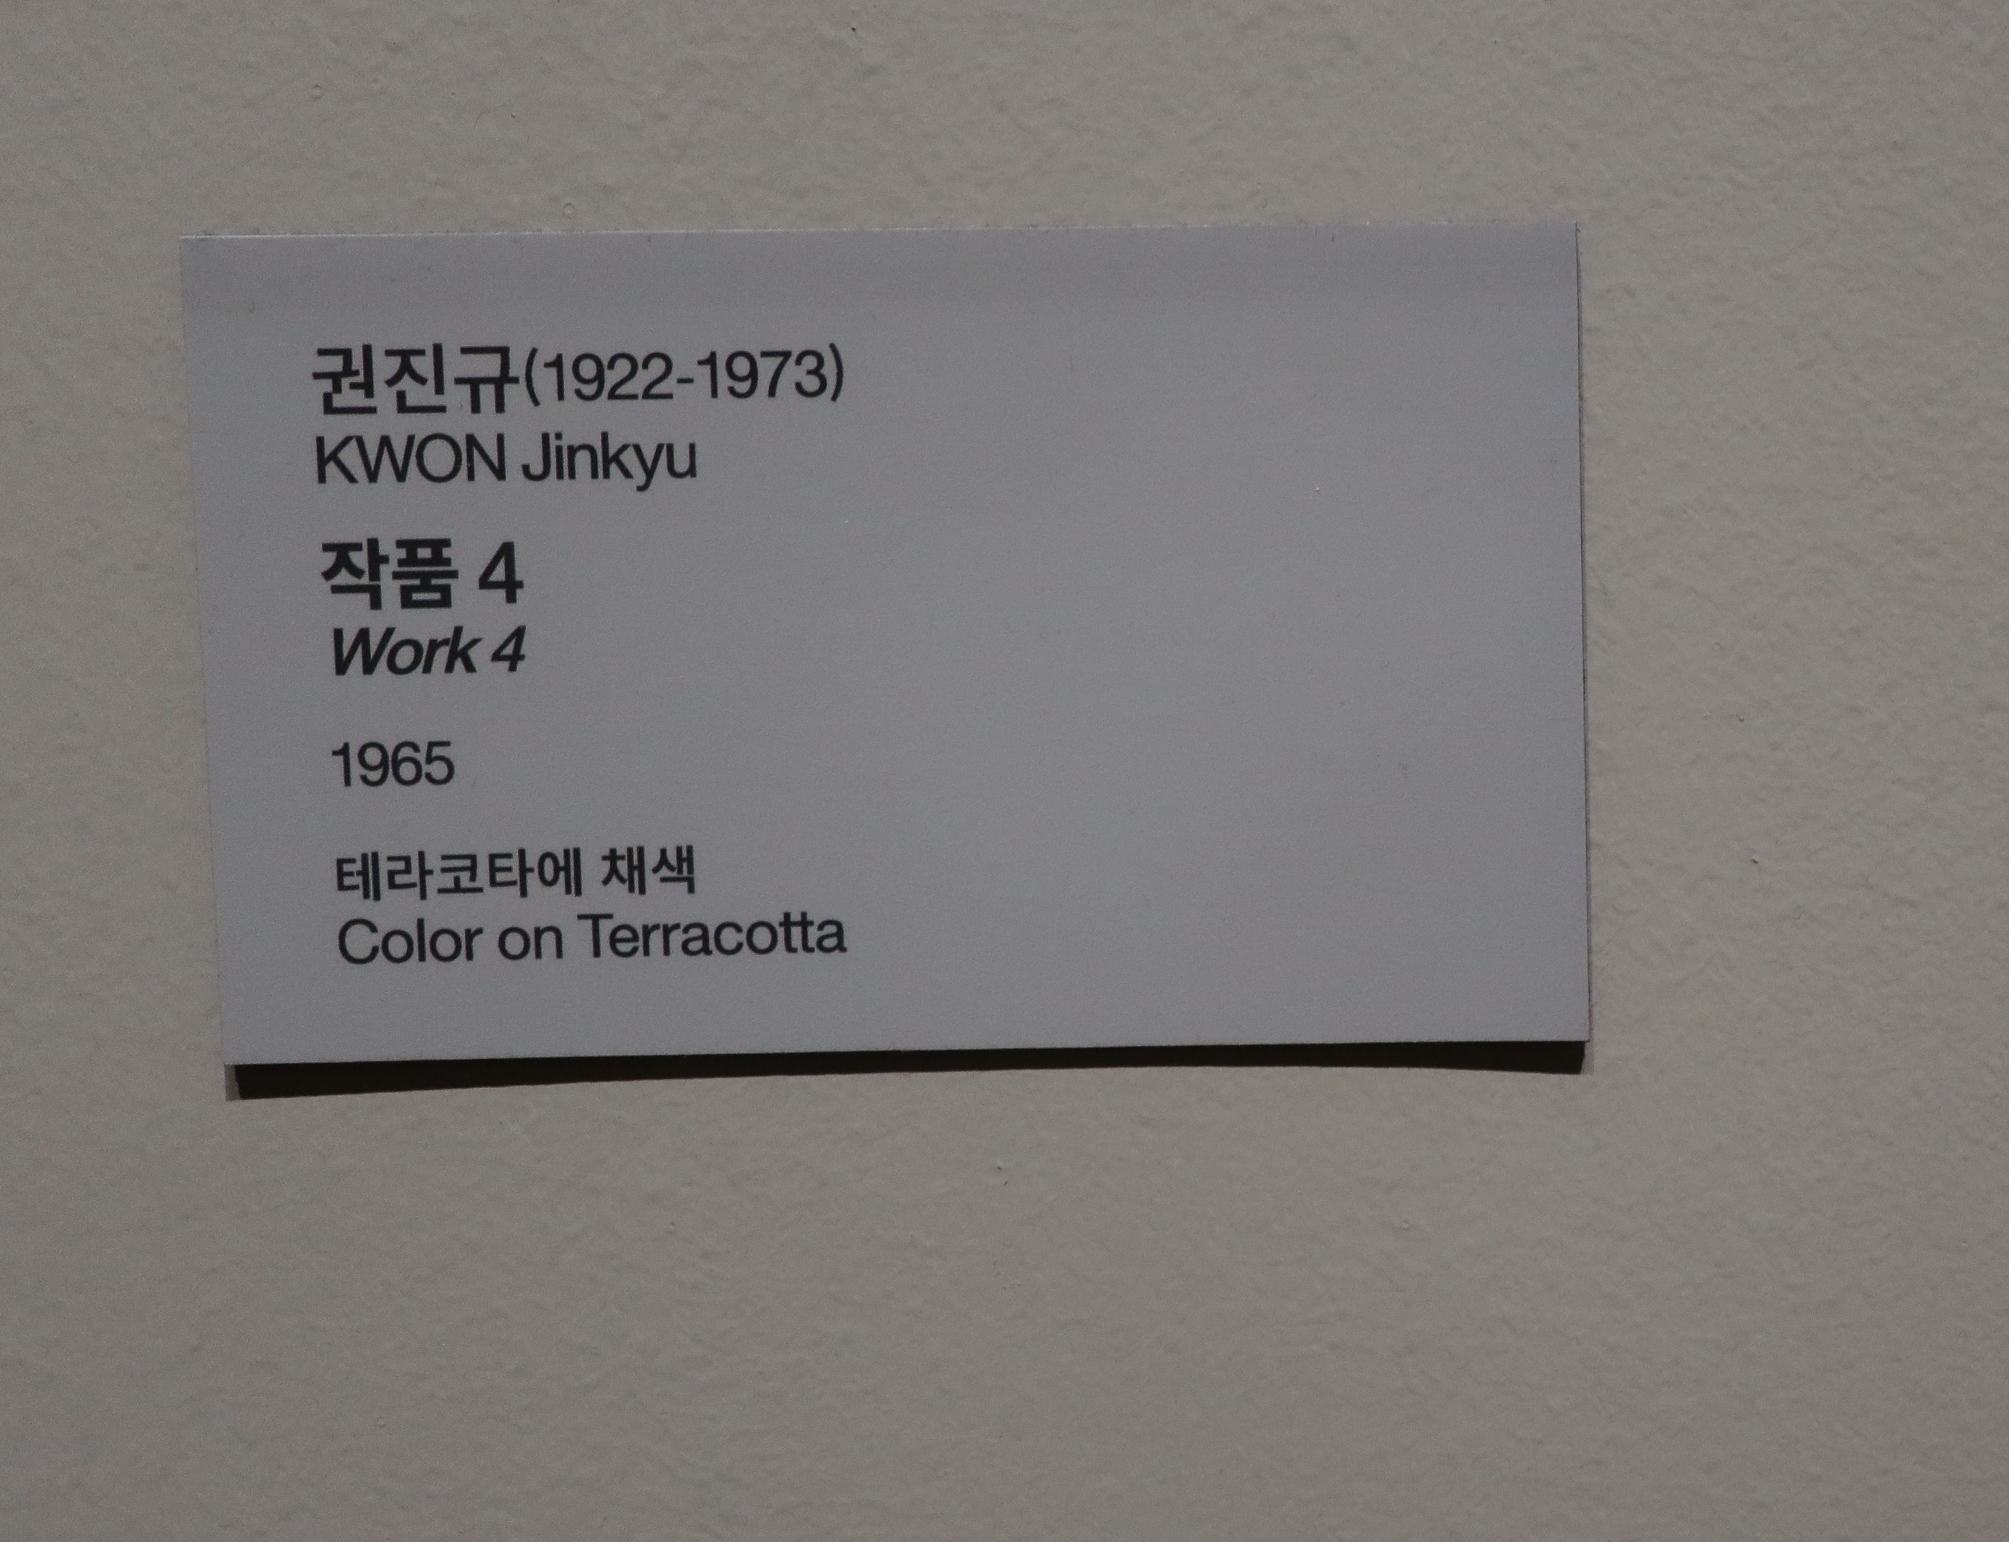 권진규(1922-1973)
KWON Jinkyu
작품 4
Work 4
1965
테라코타에 채색
Color on Terracotta